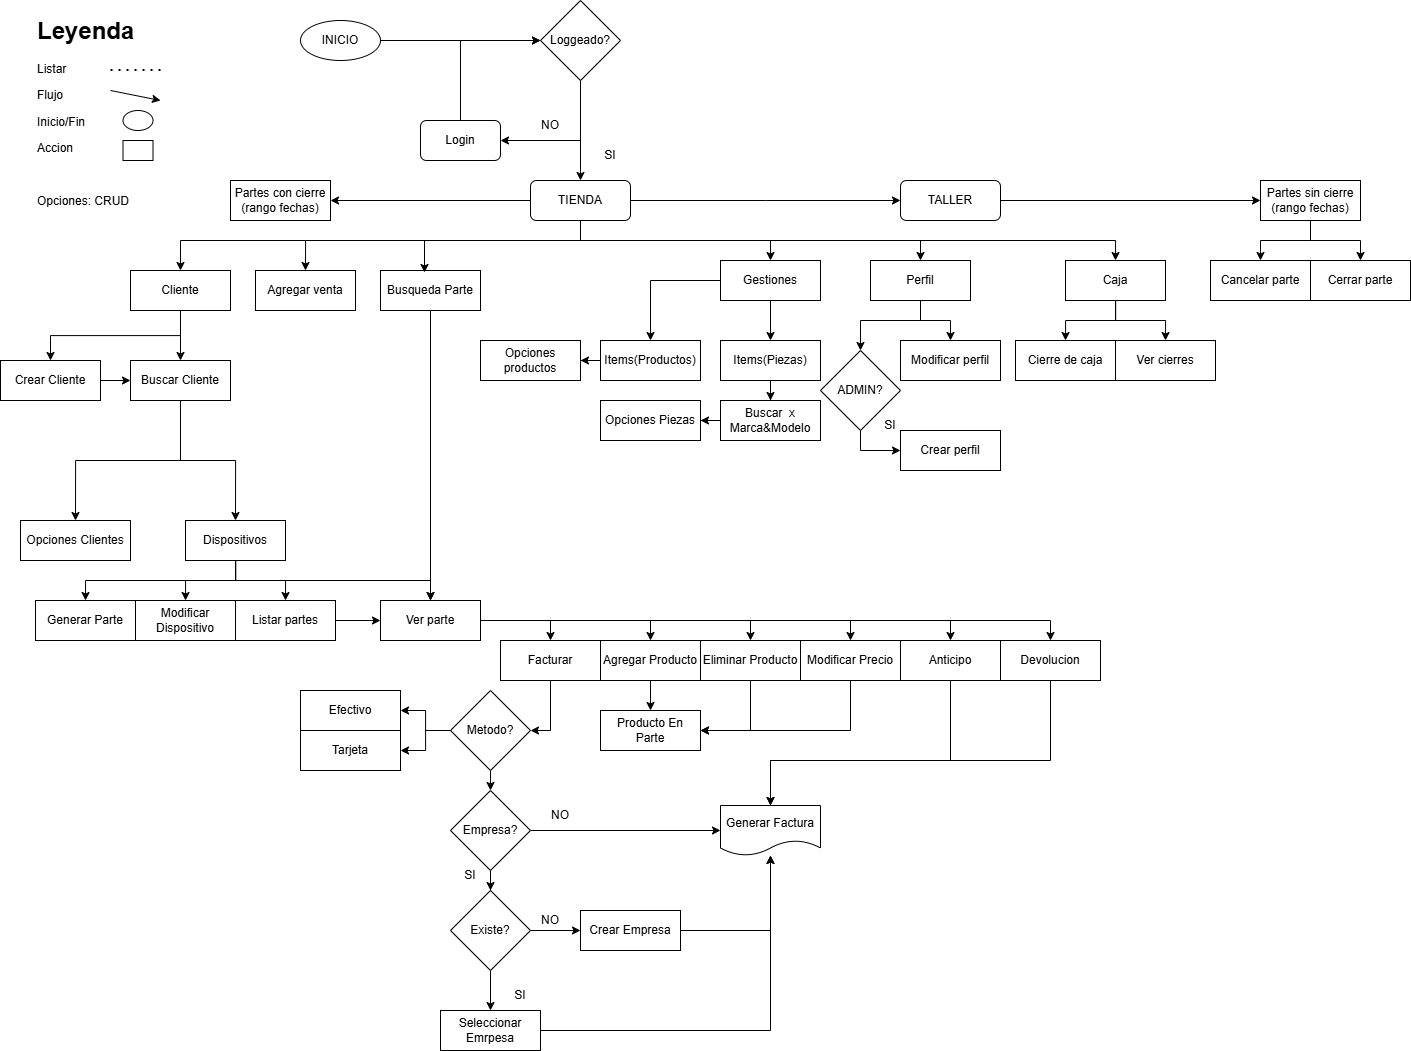 Leyenda
Listar
Flujo
Inicio/Fin
Accion
Opciones: CRUD
INICIO
Loggeado?
Login
NO
SI
Partes con cierre
(rango fechas)
TIENDA
TALLER
Partes sin cierre
(rango fechas)
Cliente
Agregar venta
Busqueda Parte
Gestiones
Perfil
Caja
Cancelar parte
Cerrar parte
Crear Cliente
Buscar Cliente
Opciones
productos
Items(Productos)
Items(Piezas)
Modificar perfil
Cierre de caja
Ver cierres
Opciones Piezas
Buscar x
Marca&Modelo
ADMIN?
SI
Crear perfil
Opciones Clientes
Dispositivos
Generar Parte
Modificar
Dispositivo
Listar partes
Ver parte
Facturar
Agregar Producto
Eliminar Producto
Modificar Precio
Anticipo
Devolucion
Efectivo
Tarjeta
Metodo?
Producto En
Parte
Empresa?
NO
SI
Generar Factura
Existe?
NO
SI
Crear Empresa
Seleccionar
Emrpesa